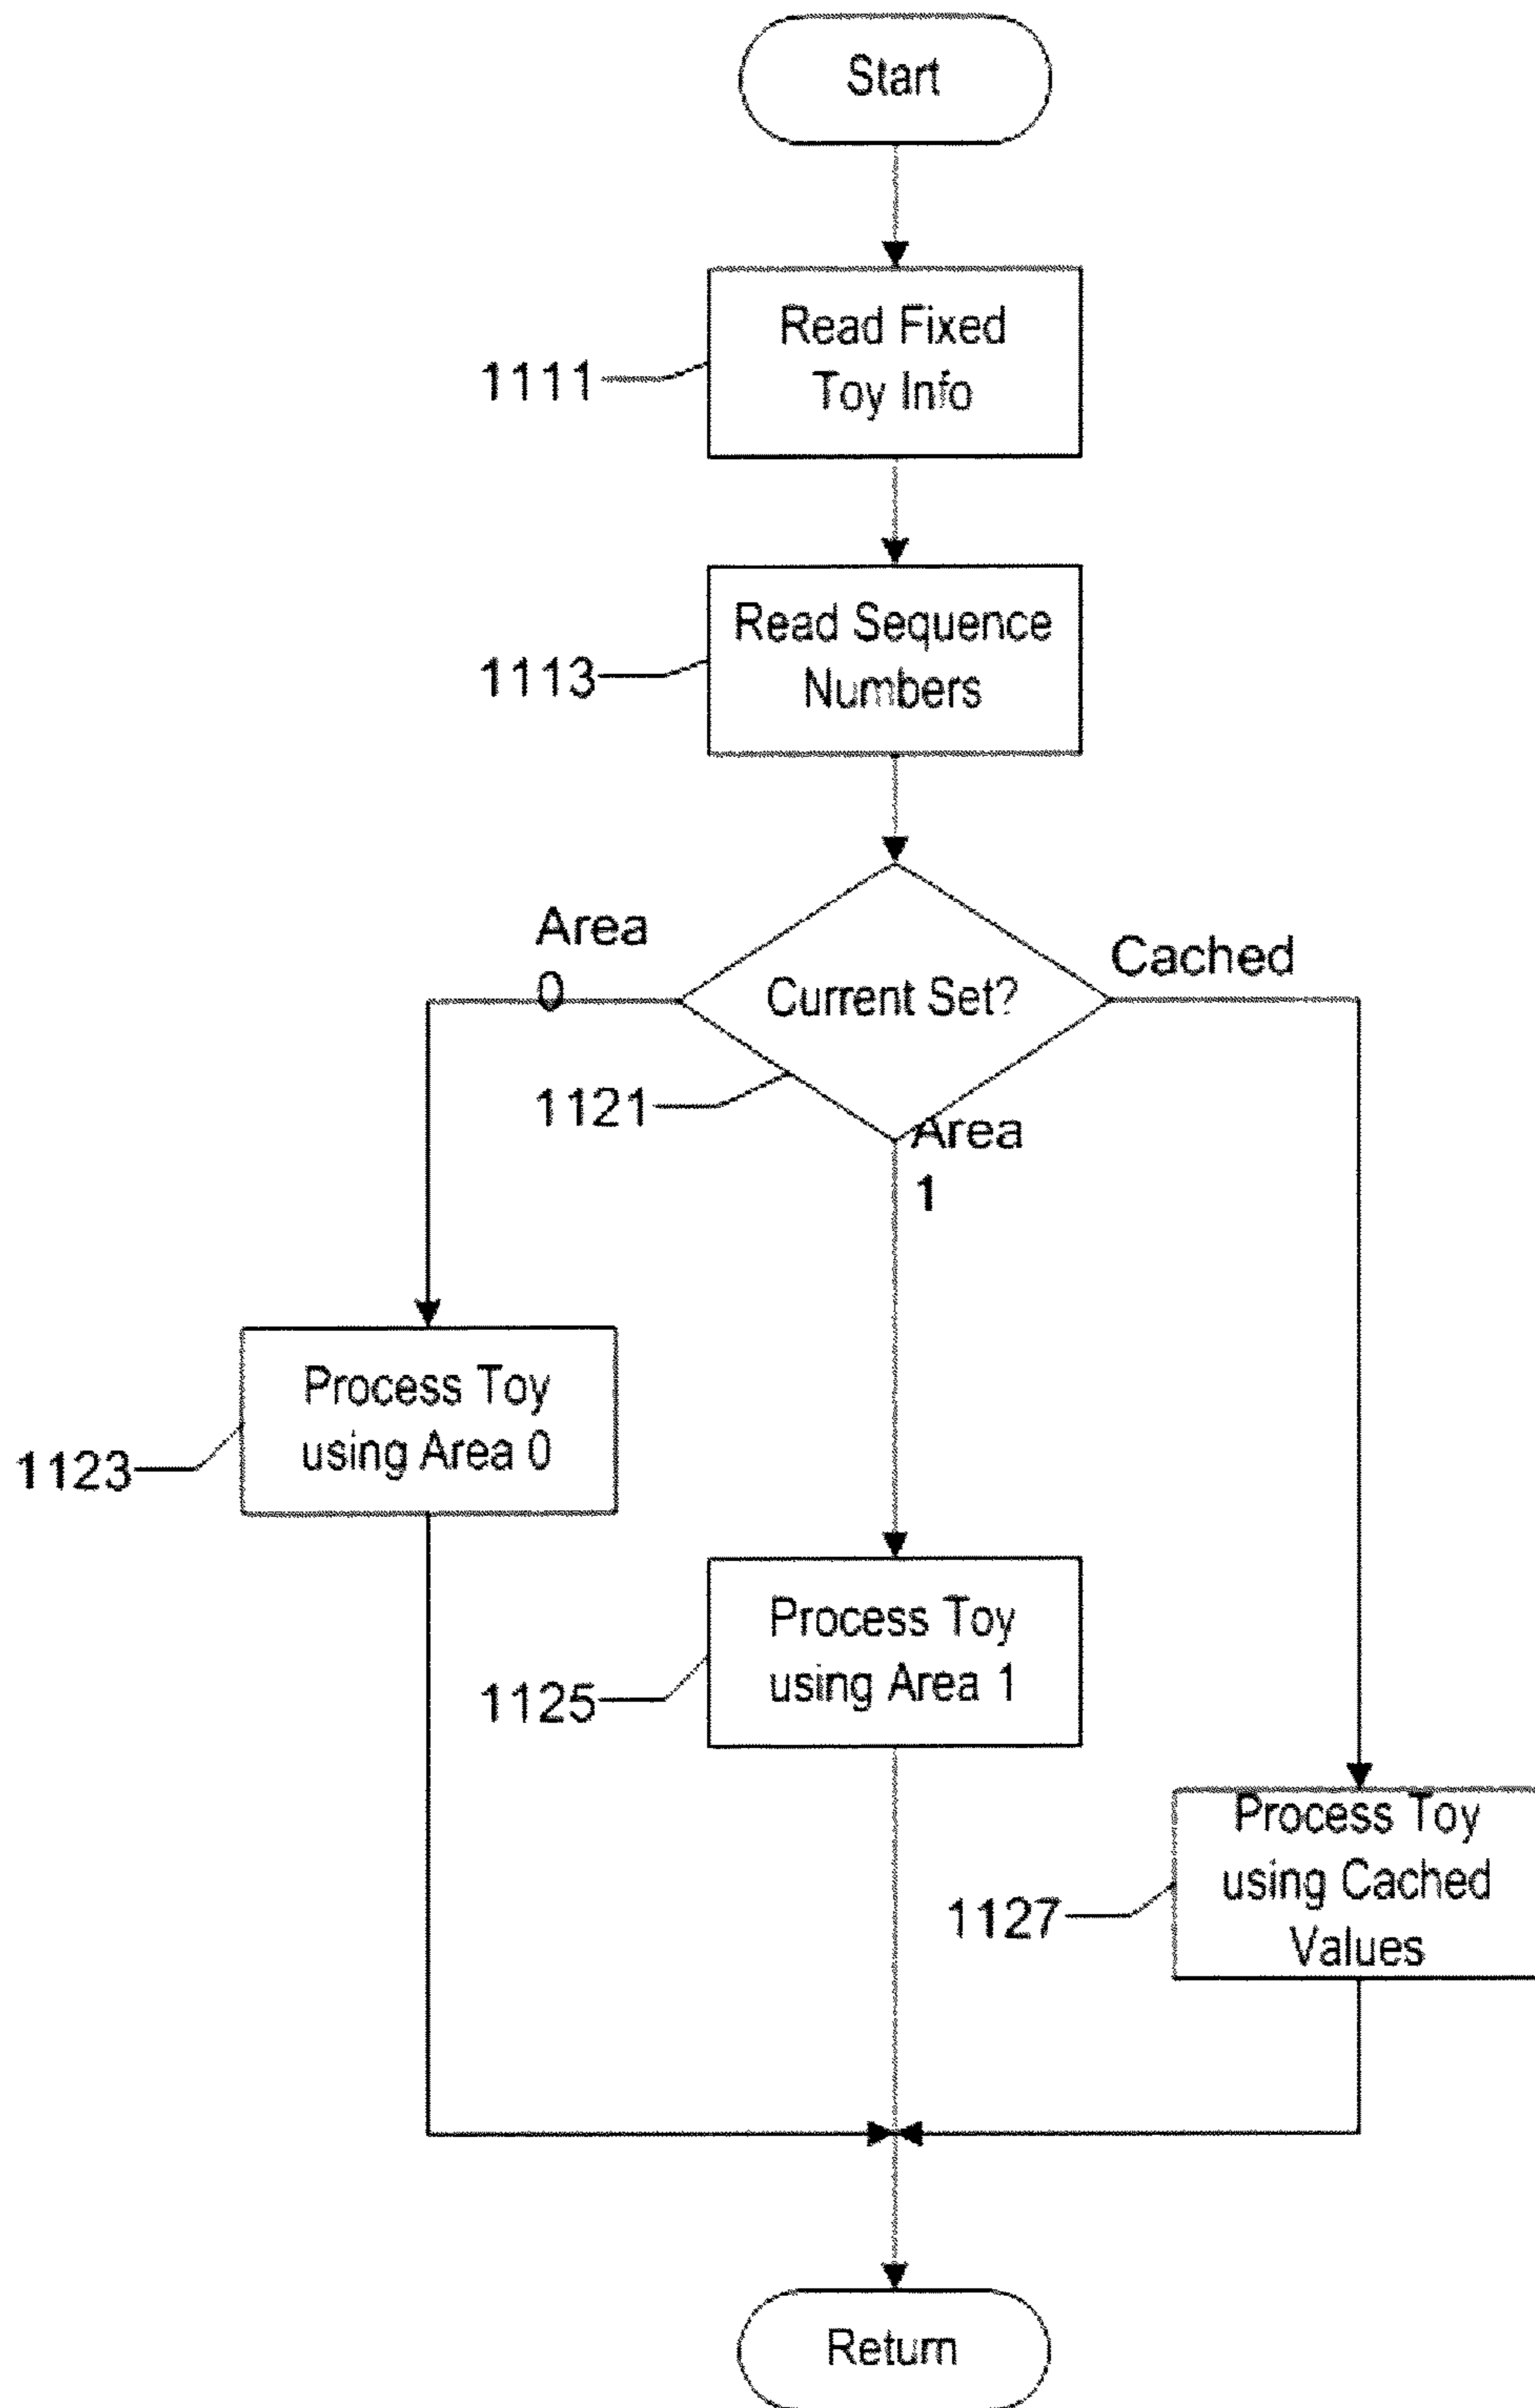 Start
Read Fixed
Toy Info
1111
Read Sequence
Numbers
1113
Area
0
Cached
Current Set?
1121
Area
1
Process Toy
using Area 0
1123
Process Toy
using Area 1
1125
Process Toy
using Cached
Values
1127
Return